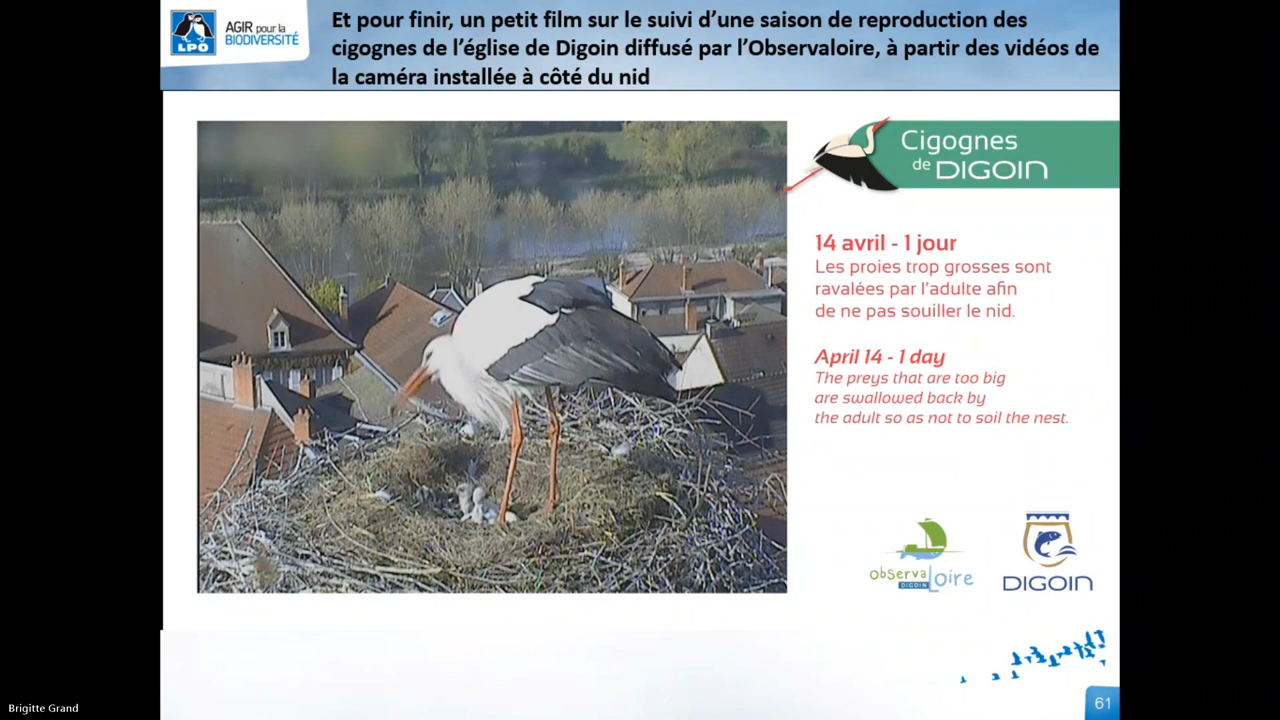 LPO
AGIR pour la
BIODIVERSITÉ
Et pour finir, un petit film sur le suivi d'une saison de reproduction des
cigognes de l'église de Digoin diffusé par l'Observaloire, à partir des vidéos de
la caméra installée à côté du nid
Cigognes
de DIGOIN
14 avril - 1 jour
Les proies trop grosses sont
ravalées par l'adulte afin
de ne pas souiller le nid.
April 14 - 1 day
The preys that are too big
are swallowed back by
the adult so as not to soil the nest.
observa
DIGOIN
Loire
DIGOIN
61
Brigitte Grand